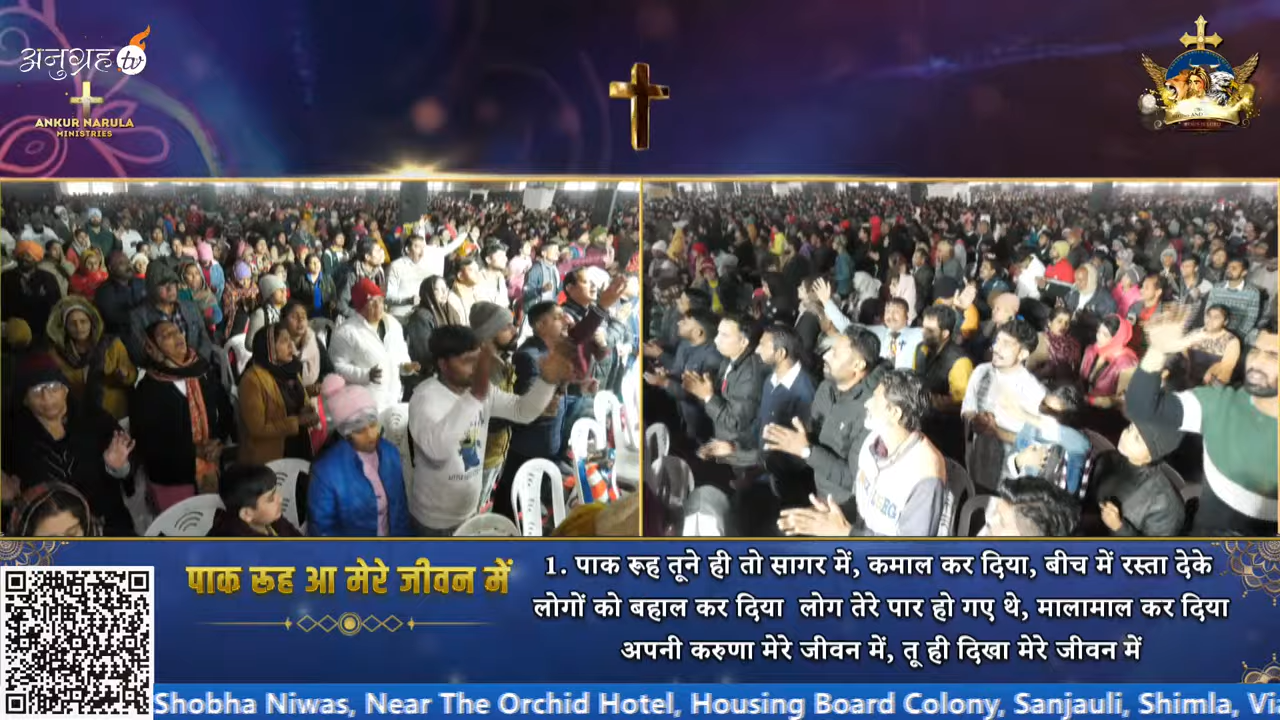 अनुग्रह tv
ANKUR NARULA
MINISTRIES
पाक रूह आ मेरे जीवन में
1. पाक रूह तूने ही तो सागर में, कमाल कर दिया, बीच में रस्ता देके
लोगों को बहाल कर दिया लोग तेरे पार हो गए थे, मालामाल कर दिया
अपनी करुणा मेरे जीवन में, तू ही दिखा मेरे जीवन में
Shobha Niwas, Near The Orchid Hotel, Housing Board Colony, Sanjauli, Shimla, Via